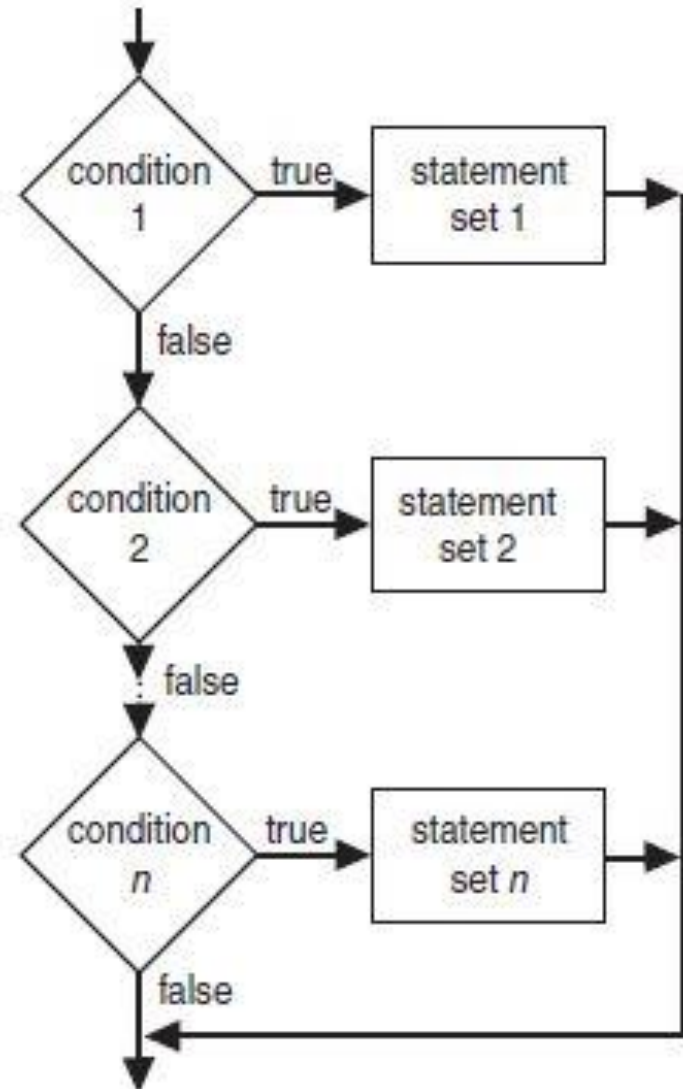 condition
1
true
statement
set 1
false
condition
2
true
statement
set 2
false
condition
n
true
statement
set n
false